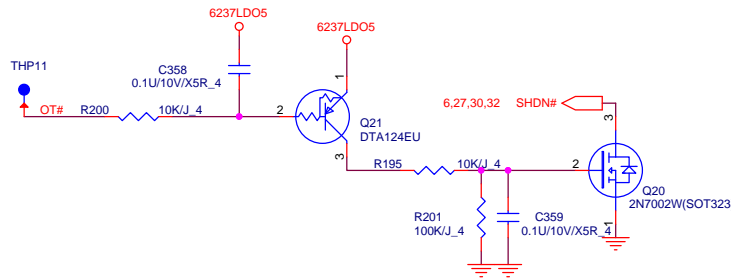 6237LDO5
6237LDO5
THP11
C358
0.1U/10V/X5R_4
1
OT#
R200
10K/J_4
2
Q21
DTA124EU
3
6,27,30,32
SHDN#
3
R195
10K/J_4
2
Q20
2N7002W(SOT323
R201
100K/J_4
C359
0.1U/10V/X5R_4
1